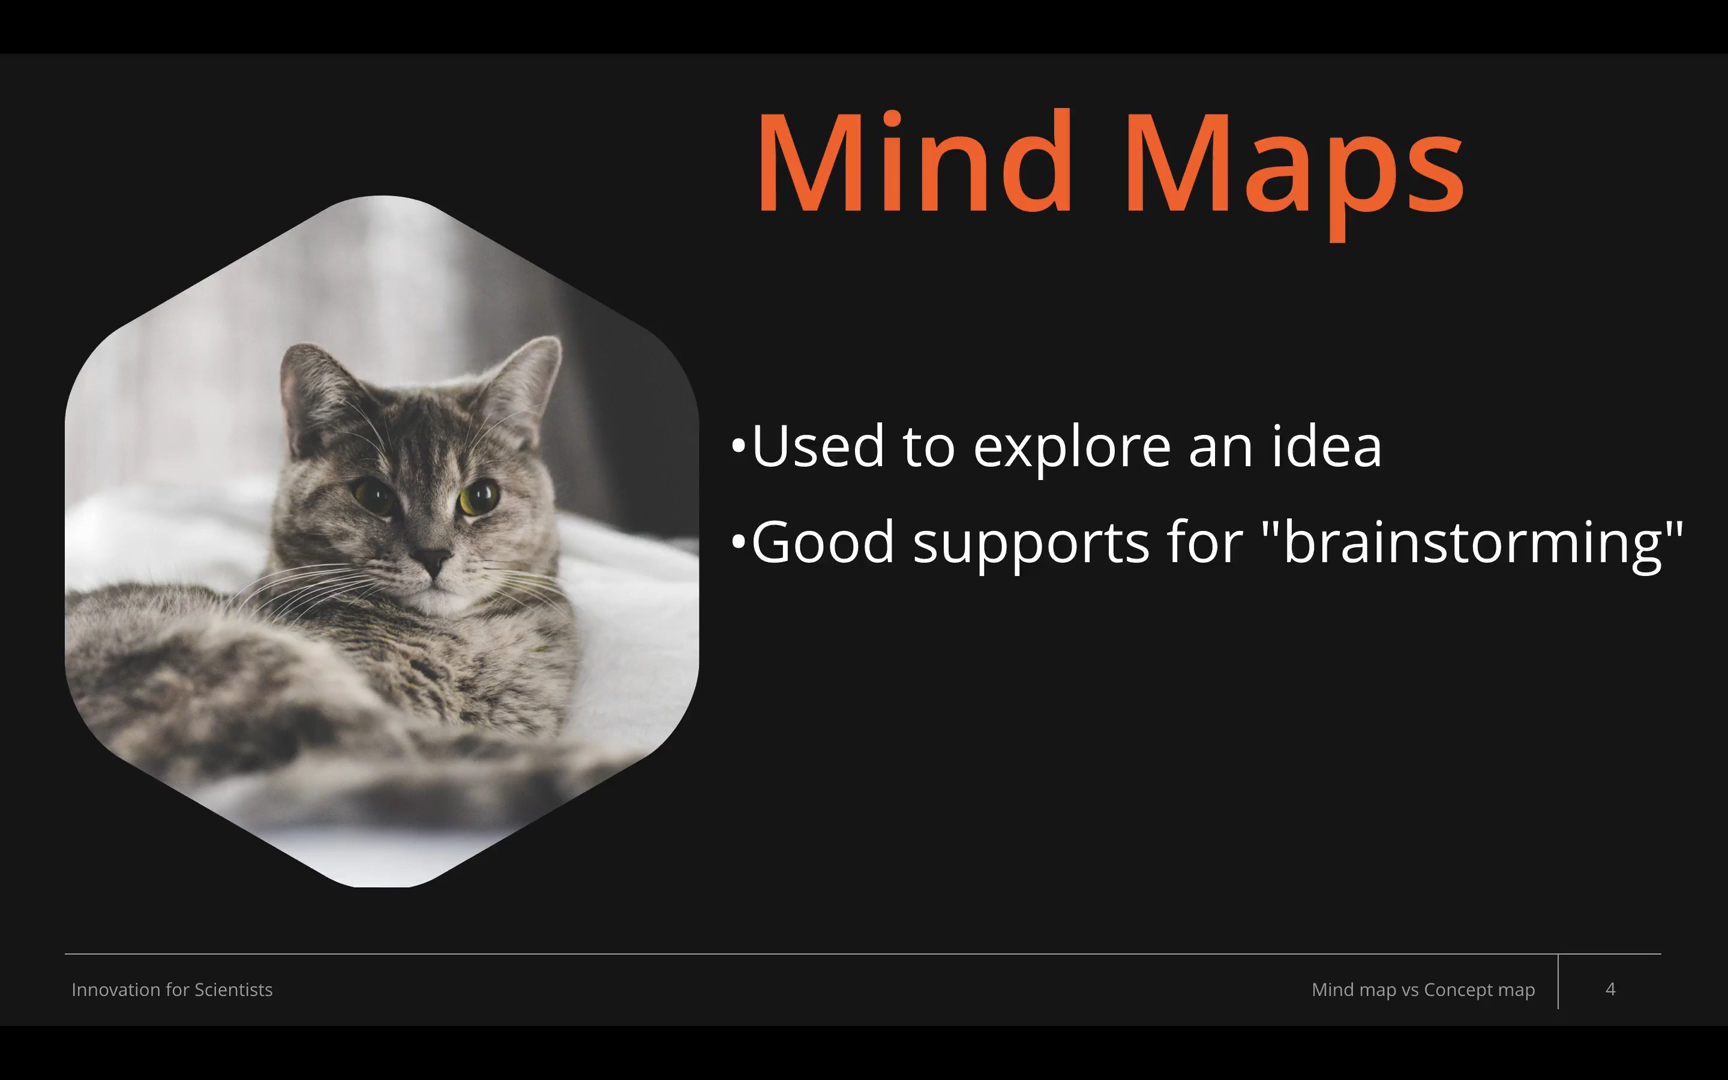 Mind Maps
•Used to explore an idea
•Good supports for "brainstorming"
Innovation for Scientists
Mind map vs Concept map
4